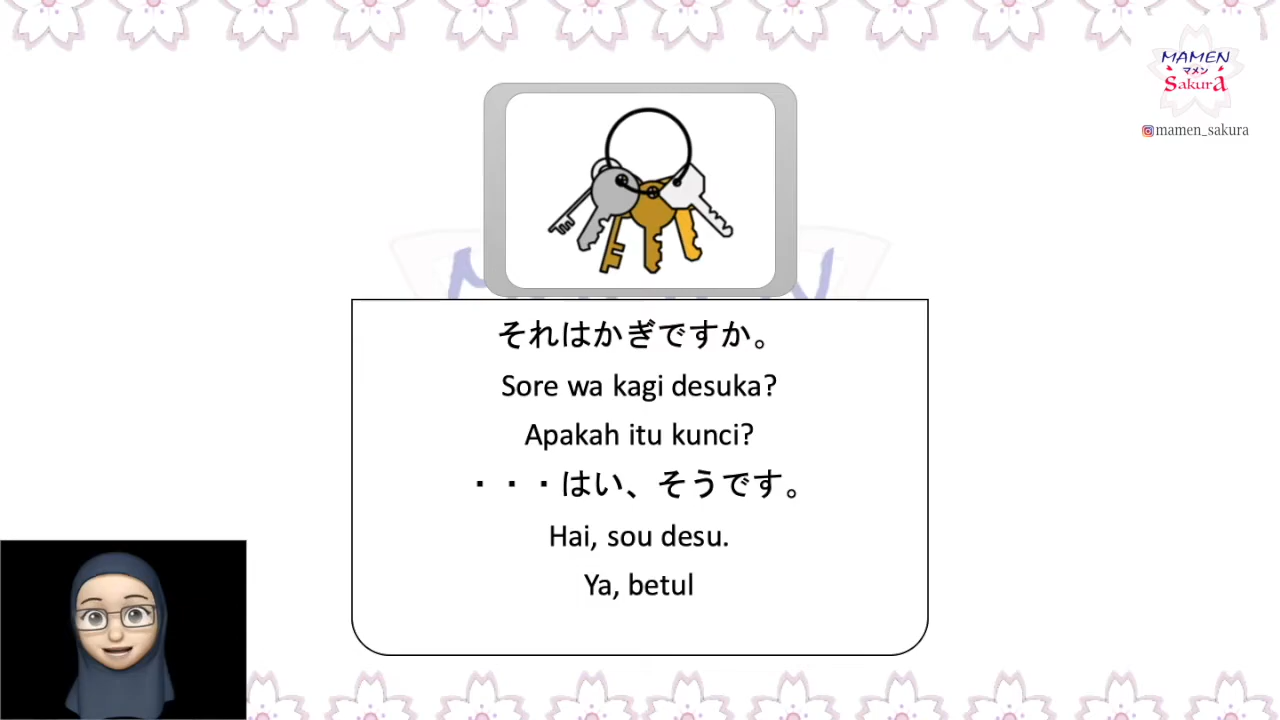 MAMEN
マメン
Sakura
mamen_sakura
それはかぎですか。
Sore wa kagi desuka?
Apakah itu kunci?
・・・はい、そうです。
Hai, sou desu.
Ya, betul